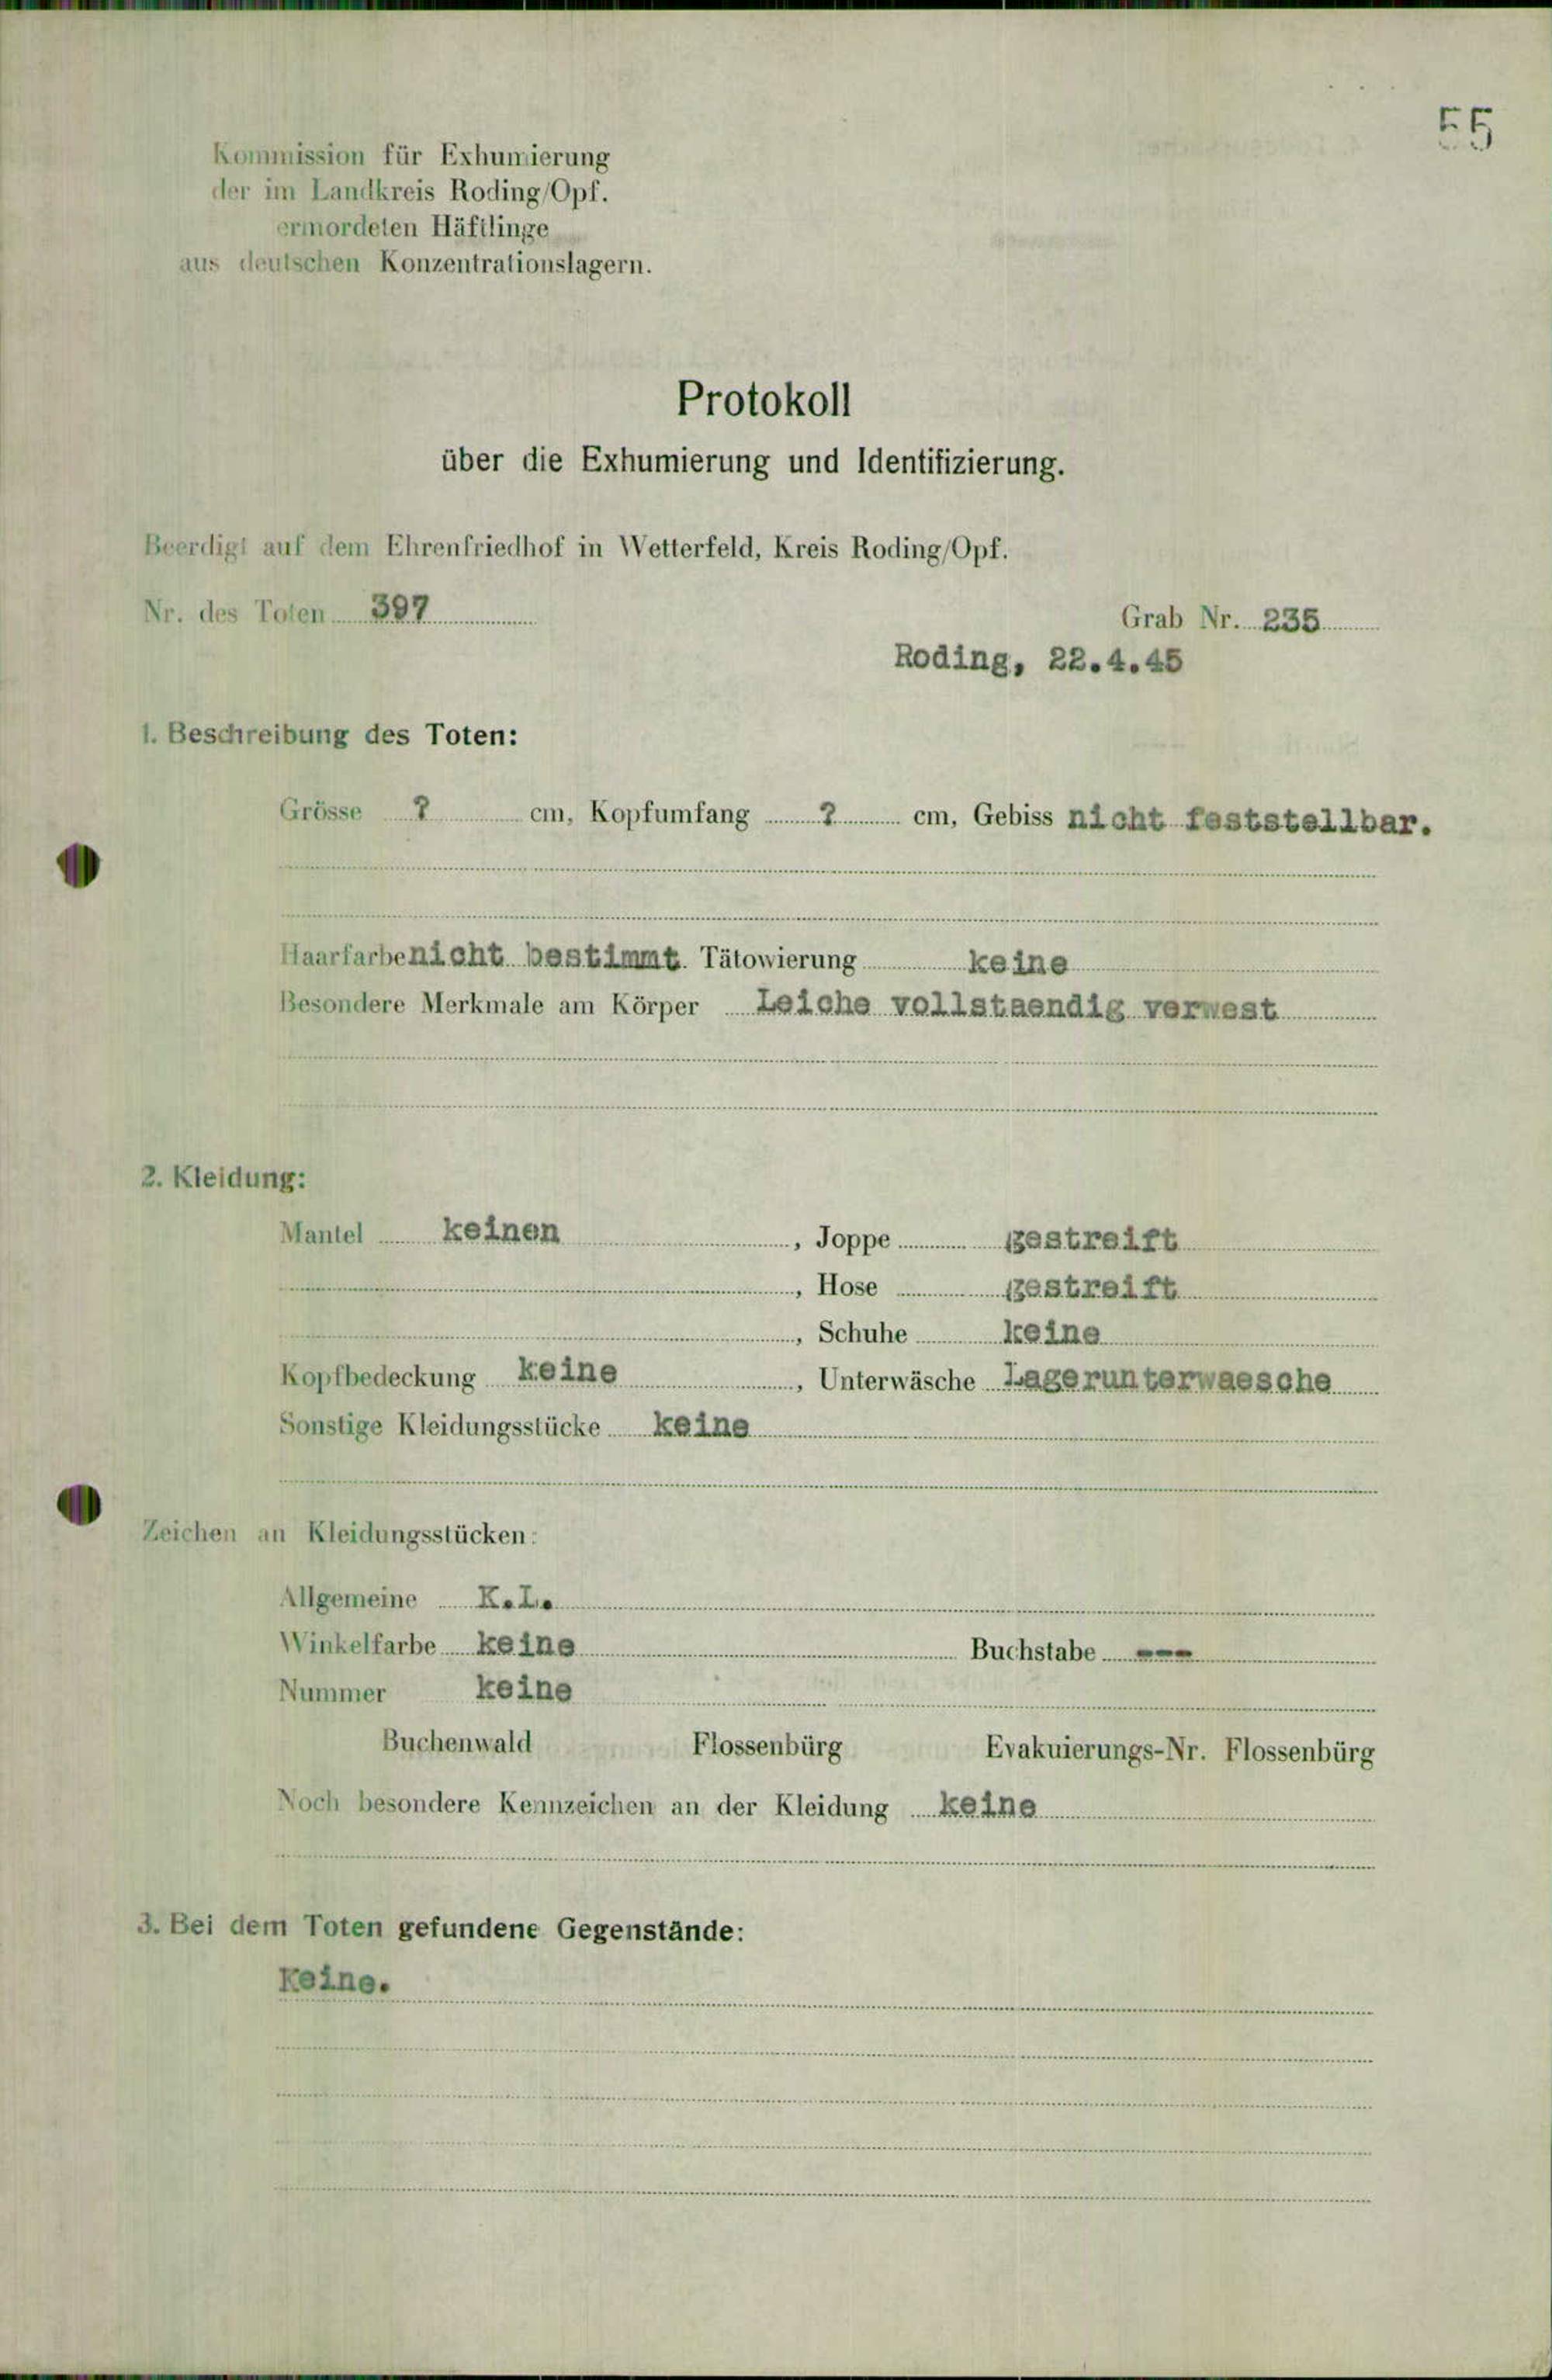 55
Kommission für Exhumierung
der im Landkreis Roding/Opf.
ermordeten Häftlinge
aus deutschen Konzentrationslagern.
Protokoll
über die Exhumierung und Identifizierung.
Beerdigt auf dem Ehrenfriedhof in Wetterfeld, Kreis Roding/Opf.
Nr. des Toten 397 Grab Nr. 235
Roding, 22.4.45
1. Beschreibung des Toten:
Grösse ? cm, Kopfumfang ? cm, Gebiss nicht feststellbar.
Haarfarbe nicht bestimmt. Tätowierung keine
Besondere Merkmale am Körper Leiche vollstaendig verwest
2. Kleidung:
Mantel keinen, Joppe gestreift
, Hose gestreift
, Schuhe keine
Kopfbedeckung keine, Unterwäsche Lagerunterwaesche
Sonstige Kleidungsstücke keine
Zeichen an Kleidungsstücken:
Allgemeine K.L.
Winkelfarbe keine Buchstabe ---
Nummer keine
Buchenwald Flossenbürg Evakuierungs-Nr. Flossenbürg
Noch besondere Kennzeichen an der Kleidung keine
3. Bei dem Toten gefundene Gegenstände:
Keine.